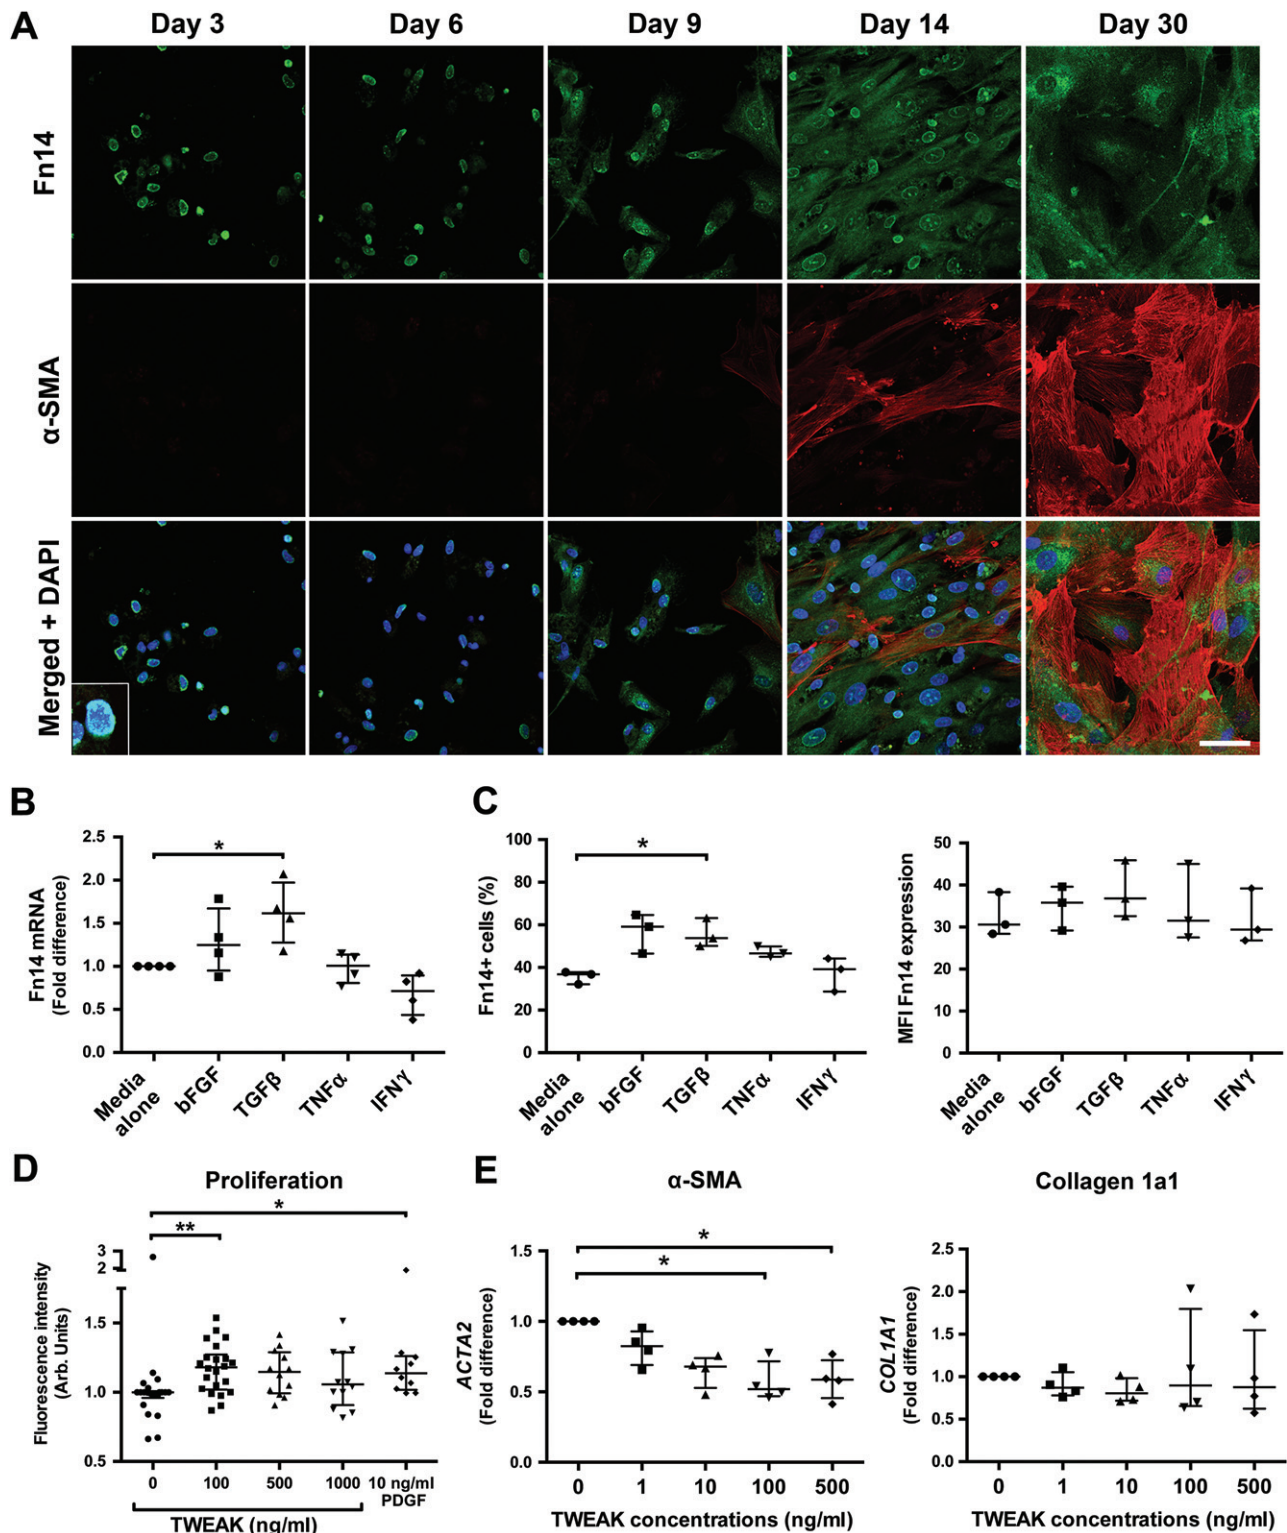 A
Day 3 Day 6 Day 9 Day 14 Day 30
Fn14
α-SMA
Merged + DAPI
B
Fn14 mRNA
(Fold difference)
2.5
2.0
1.5
1.0
0.5
0.0
*
Media alone bFGF TGFβ TNFα IFNγ
C
Fn14+ cells (%)
100
80
60
40
20
0
*
Media alone bFGF TGFβ TNFα IFNγ
MFI Fn14 expression
50
40
30
20
10
0
Media alone bFGF TGFβ TNFα IFNγ
D
Proliferation
Fluorescence intensity
(Arb. Units)
3
2
1.5
1.0
0.5
*
**
0 100 500 1000 10 ng/ml
PDGF
TWEAK (ng/ml)
E
α-SMA
ACTA2
(Fold difference)
1.5
1.0
0.5
0.0
*
*
0 1 10 100 500
TWEAK concentrations (ng/ml)
Collagen 1a1
COL1A1
(Fold difference)
2.5
2.0
1.5
1.0
0.5
0.0
0 1 10 100 500
TWEAK concentrations (ng/ml)